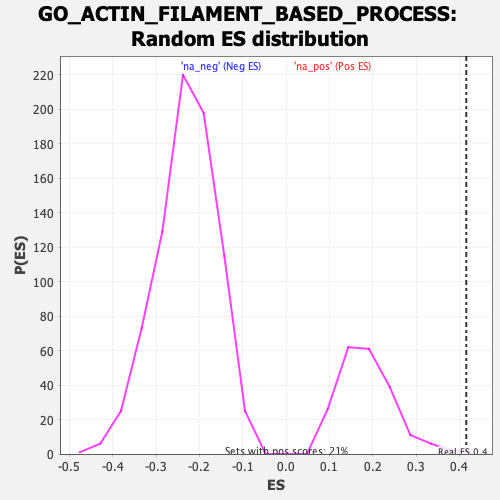 GO_ACTIN_FILAMENT_BASED_PROCESS:
Random ES distribution
'na_neg' (Neg ES) 'na_pos' (Pos ES)
220
200
180
160
140
120
100
80
60
40
20
0
P(ES)
Sets with pos scores: 21%
Real ES 0.4
-0.5 -0.4 -0.3 -0.2 -0.1 0.0 0.1 0.2 0.3 0.4
ES